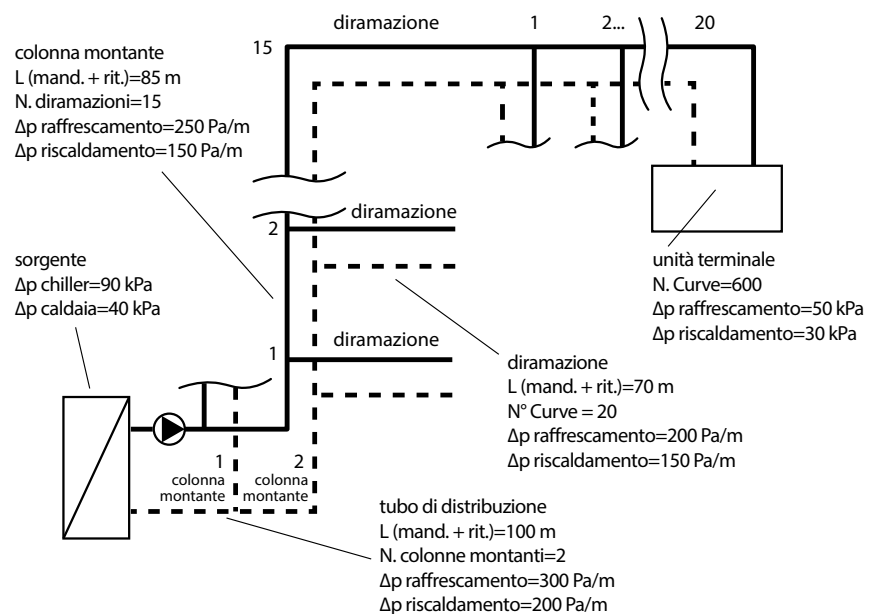 diramazione
1
2...
20
colonna montante
L (mand. + rit.)=85 m
N. diramazioni=15
Δp raffrescamento=250 Pa/m
Δp riscaldamento=150 Pa/m
15
diramazione
2
sorgente
Δp chiller=90 kPa
Δp caldaia=40 kPa
unità terminale
N. Curve=600
Δp raffrescamento=50 kPa
Δp riscaldamento=30 kPa
diramazione
1
diramazione
L (mand. + rit.)=70 m
N° Curve = 20
Δp raffrescamento=200 Pa/m
Δp riscaldamento=150 Pa/m
1
colonna
montante
2
colonna
montante
tubo di distribuzione
L (mand. + rit.)=100 m
N. colonne montanti=2
Δp raffrescamento=300 Pa/m
Δp riscaldamento=200 Pa/m